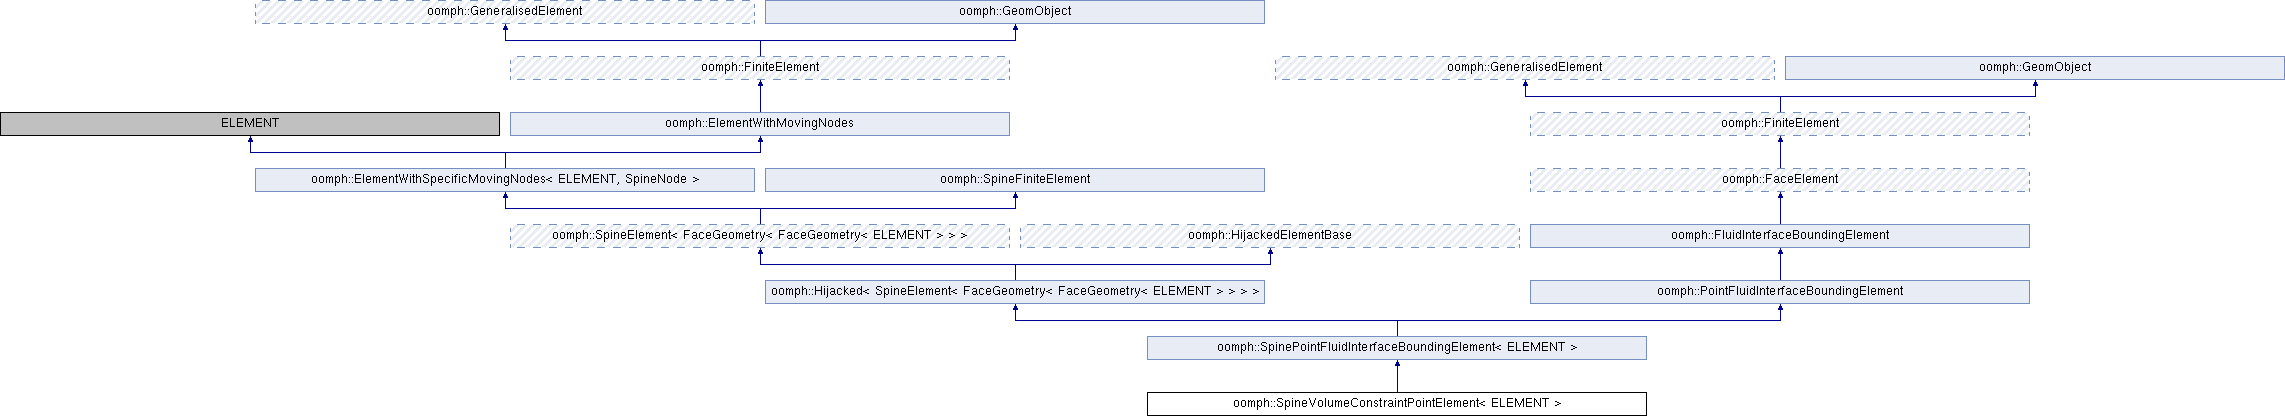 oomph::GeneralisedElement
oomph::GeomObject
oomph::FiniteElement
oomph::GeneralisedElement
oomph::GeomObject
ELEMENT
oomph::ElementWithMovingNodes
oomph::FiniteElement
oomph::ElementWithSpecificMovingNodes< ELEMENT, SpineNode >
oomph::SpineFiniteElement
oomph::FaceElement
oomph::SpineElement< FaceGeometry< FaceGeometry< ELEMENT > > >
oomph::HijackedElementBase
oomph::FluidInterfaceBoundingElement
oomph::Hijacked< SpineElement< FaceGeometry< FaceGeometry< ELEMENT > > > >
oomph::PointFluidInterfaceBoundingElement
oomph::SpinePointFluidInterfaceBoundingElement< ELEMENT >
oomph::SpineVolumeConstraintPointElement< ELEMENT >